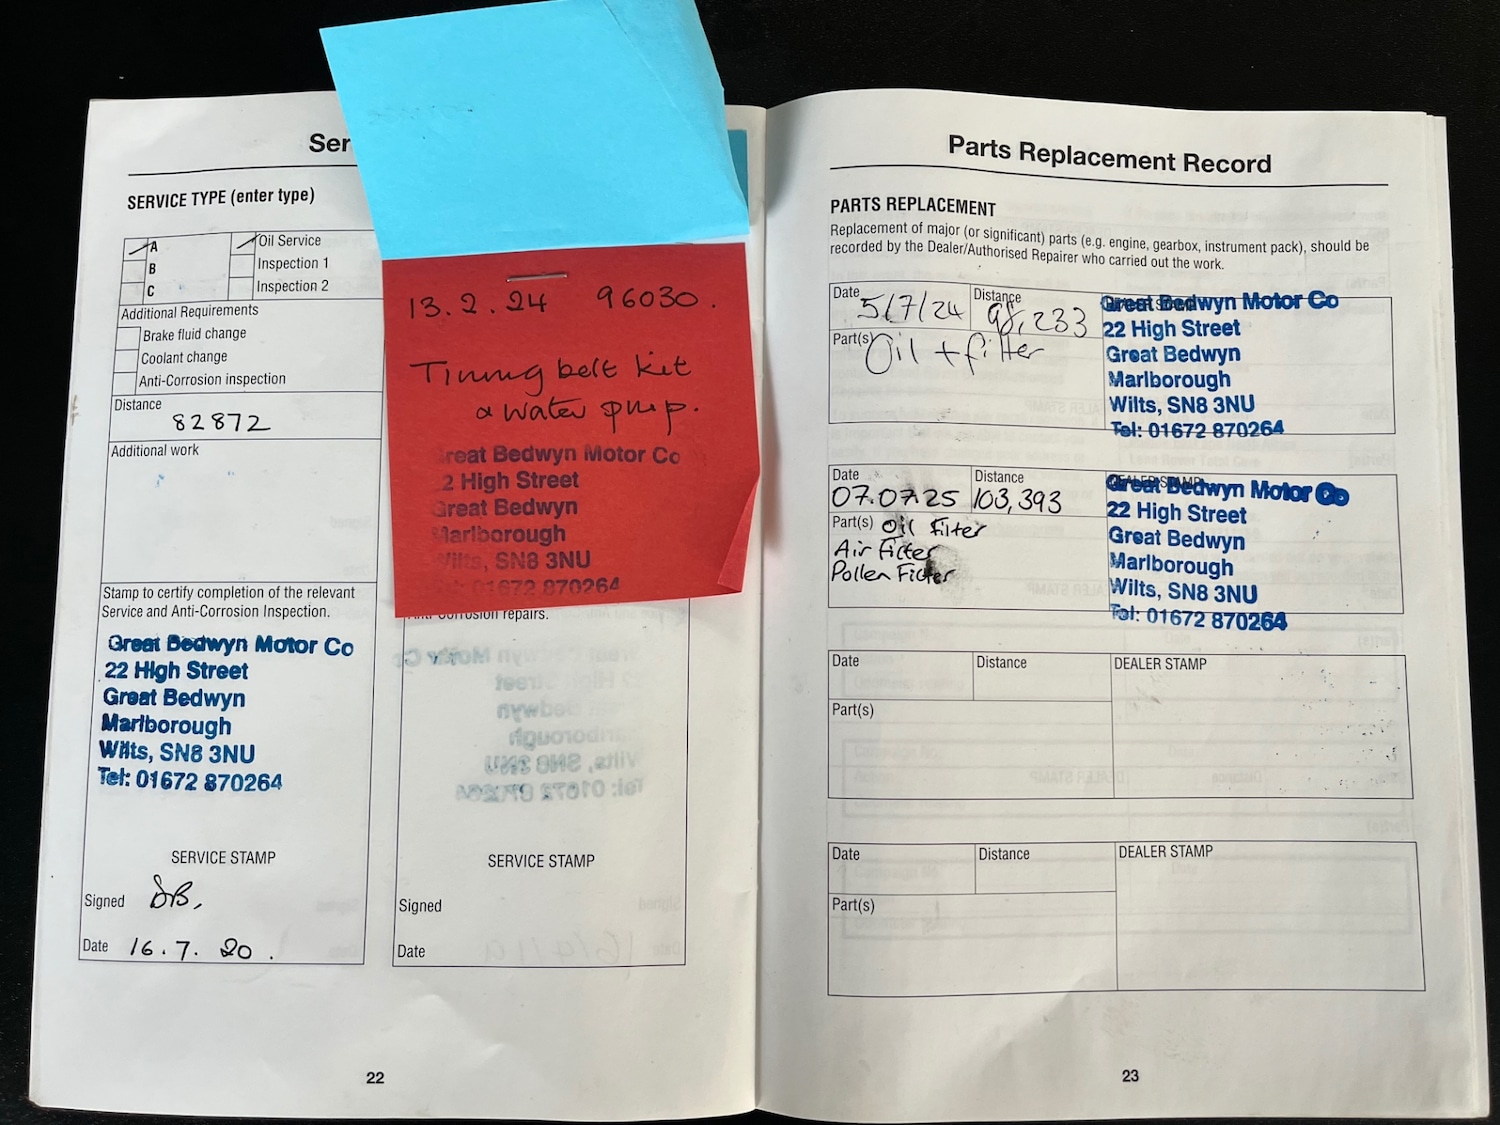 Ser
SERVICE TYPE (enter type)
A
Oil Service
B
Inspection 1
C
Inspection 2
Additional Requirements
Brake fluid change
Coolant change
Anti-Corrosion inspection
Distance
82872
Additional work
Stamp to certify completion of the relevant
Service and Anti-Corrosion Inspection.
Great Bedwyn Motor Co
22 High Street
Great Bedwyn
Marlborough
Wilts, SN8 3NU
Tel: 01672 870264
SERVICE STAMP
Signed SB,
Date 16.7.20.
13.2.24 96030.
Timing belt kit
& water pump.
Great Bedwyn Motor Co
22 High Street
Great Bedwyn
Marlborough
Wilts, SN8 3NU
Tel: 01672 870264
Anti-Corrosion repairs.
SERVICE STAMP
Signed
Date
22
Parts Replacement Record
PARTS REPLACEMENT
Replacement of major (or significant) parts (e.g. engine, gearbox, instrument pack), should be
recorded by the Dealer/Authorised Repairer who carried out the work.
Date 5/7/24
Distance 98,233
Part(s) Oil + filter
Great Bedwyn Motor Co
22 High Street
Great Bedwyn
Marlborough
Wilts, SN8 3NU
Tel: 01672 870264
Date 07.07.25
Distance 103,393
Part(s) Oil Filter
Air Filter
Pollen Filter
DEALER STAMP
Great Bedwyn Motor Co
22 High Street
Great Bedwyn
Marlborough
Wilts, SN8 3NU
Tel: 01672 870264
Date
Distance
DEALER STAMP
Part(s)
Date
Distance
DEALER STAMP
Part(s)
23